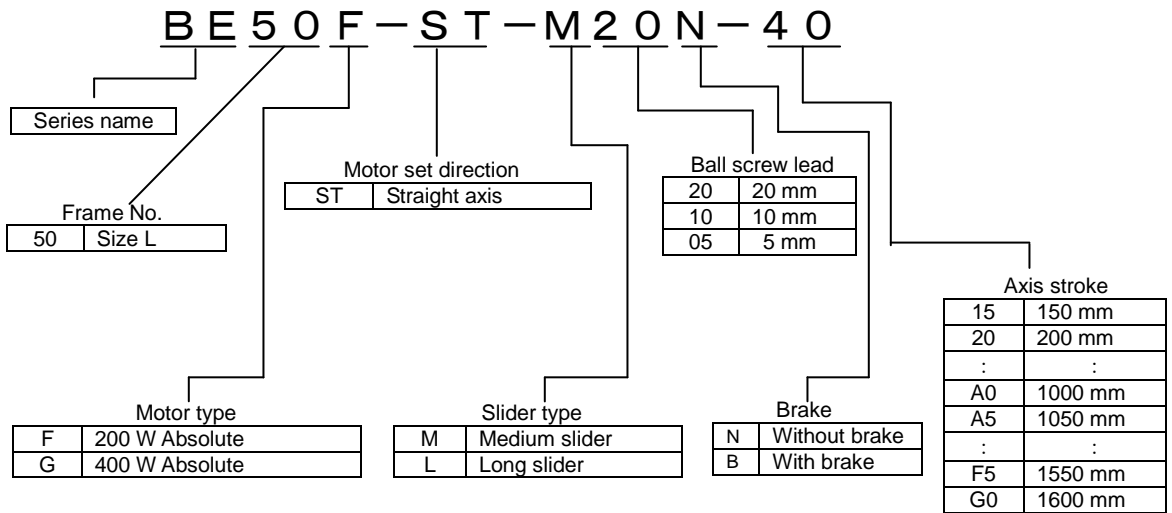 BE50F-ST-M20N-40
Series name
Motor set direction
ST Straight axis
Ball screw lead
20 20 mm
10 10 mm
05 5 mm
Frame No.
50 Size L
Axis stroke
15 150 mm
20 200 mm
: :
A0 1000 mm
A5 1050 mm
: :
F5 1550 mm
G0 1600 mm
Motor type
F 200 W Absolute
G 400 W Absolute
Slider type
M Medium slider
L Long slider
Brake
N Without brake
B With brake